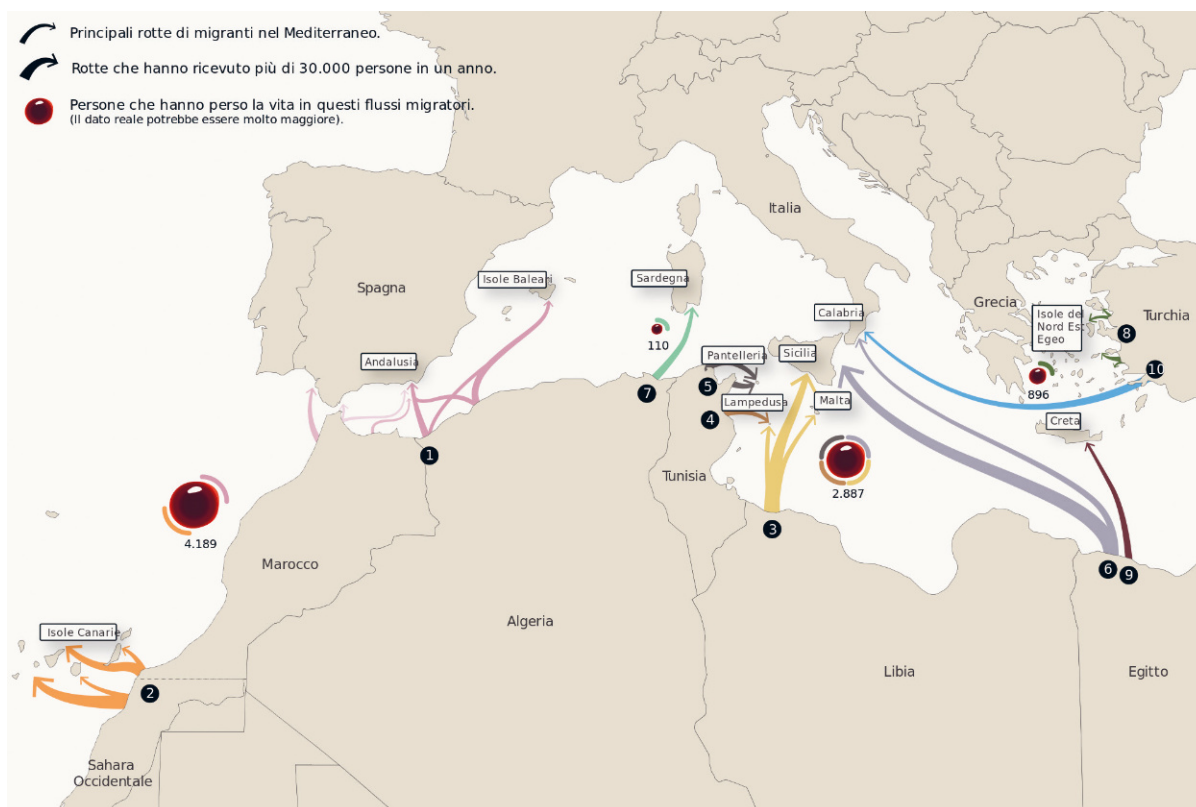 Principali rotte di migranti nel Mediterraneo.
Rotte che hanno ricevuto più di 30.000 persone in un anno.
Persone che hanno perso la vita in questi flussi migratori.
(Il dato reale potrebbe essere molto maggiore).
Italia
Spagna
Isole Baleari
Sardegna
Calabria
Grecia
Isole del
Nord Est
Egeo
Turchia
8
110
Andalusia
Pantelleria
Sicilia
10
7
5
896
Lampedusa
Malta
4
Creta
1
Tunisia
2.887
3
4.189
Marocco
6
9
Algeria
Isole Canarie
Libia
Egitto
2
Sahara
Occidentale